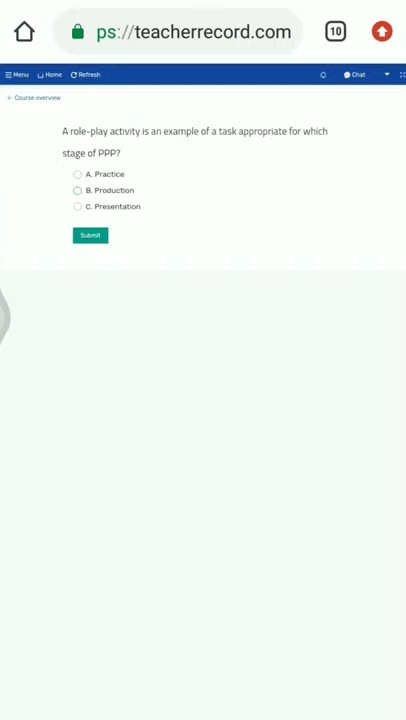 ps://teacherrecord.com
10
Menu Home Refresh Chat
← Course overview
A role-play activity is an example of a task appropriate for which
stage of PPP?
A. Practice
B. Production
C. Presentation
Submit